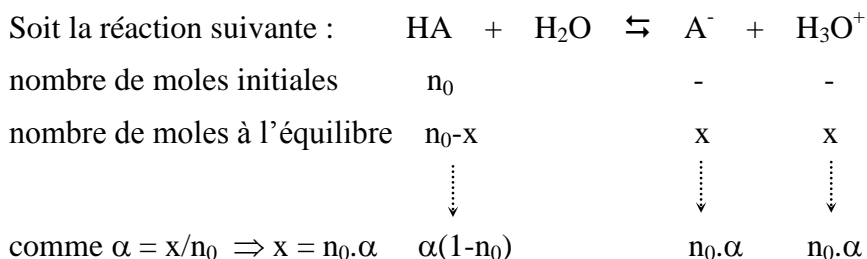 Soit la réaction suivante : HA + H₂O ⇆ A⁻ + H₃O⁺
nombre de moles initiales n₀ - -
nombre de moles à l’équilibre n₀-x x x
comme α = x/n₀ ⇒ x = n₀.α α(1-n₀) n₀.α n₀.α